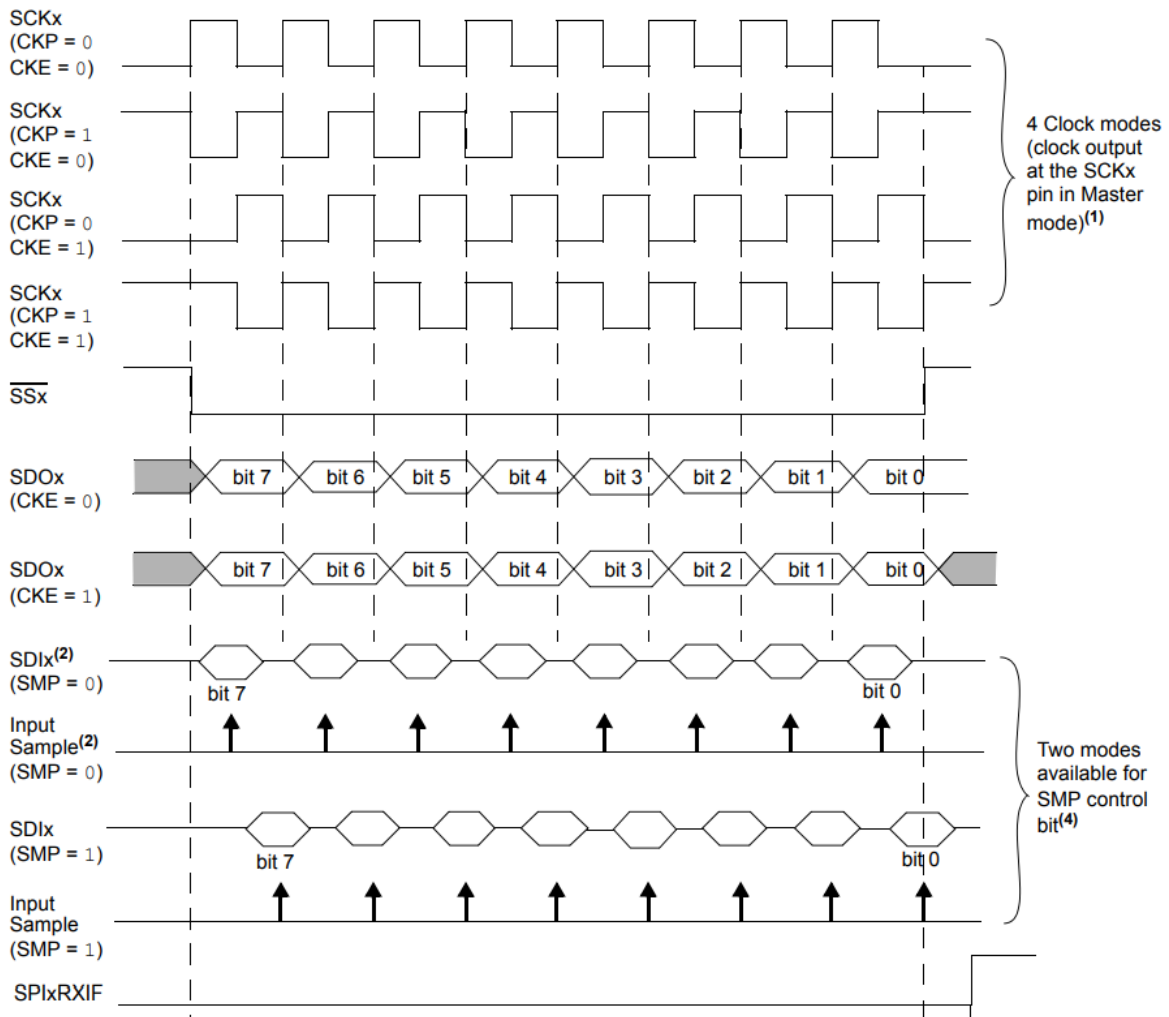 SCKx
(CKP = 0
CKE = 0)
SCKx
(CKP = 1
CKE = 0)
SCKx
(CKP = 0
CKE = 1)
SCKx
(CKP = 1
CKE = 1)
4 Clock modes
(clock output
at the SCKx
pin in Master
mode)(1)
SSx
SDOx
(CKE = 0)
bit 7 bit 6 bit 5 bit 4 bit 3 bit 2 bit 1 bit 0
SDOx
(CKE = 1)
bit 7 bit 6 bit 5 bit 4 bit 3 bit 2 bit 1 bit 0
SDIx(2)
(SMP = 0)
bit 7 bit 0
Input
Sample(2)
(SMP = 0)
SDIx
(SMP = 1)
bit 7 bit 0
Input
Sample
(SMP = 1)
Two modes
available for
SMP control
bit(4)
SPIxRXIF